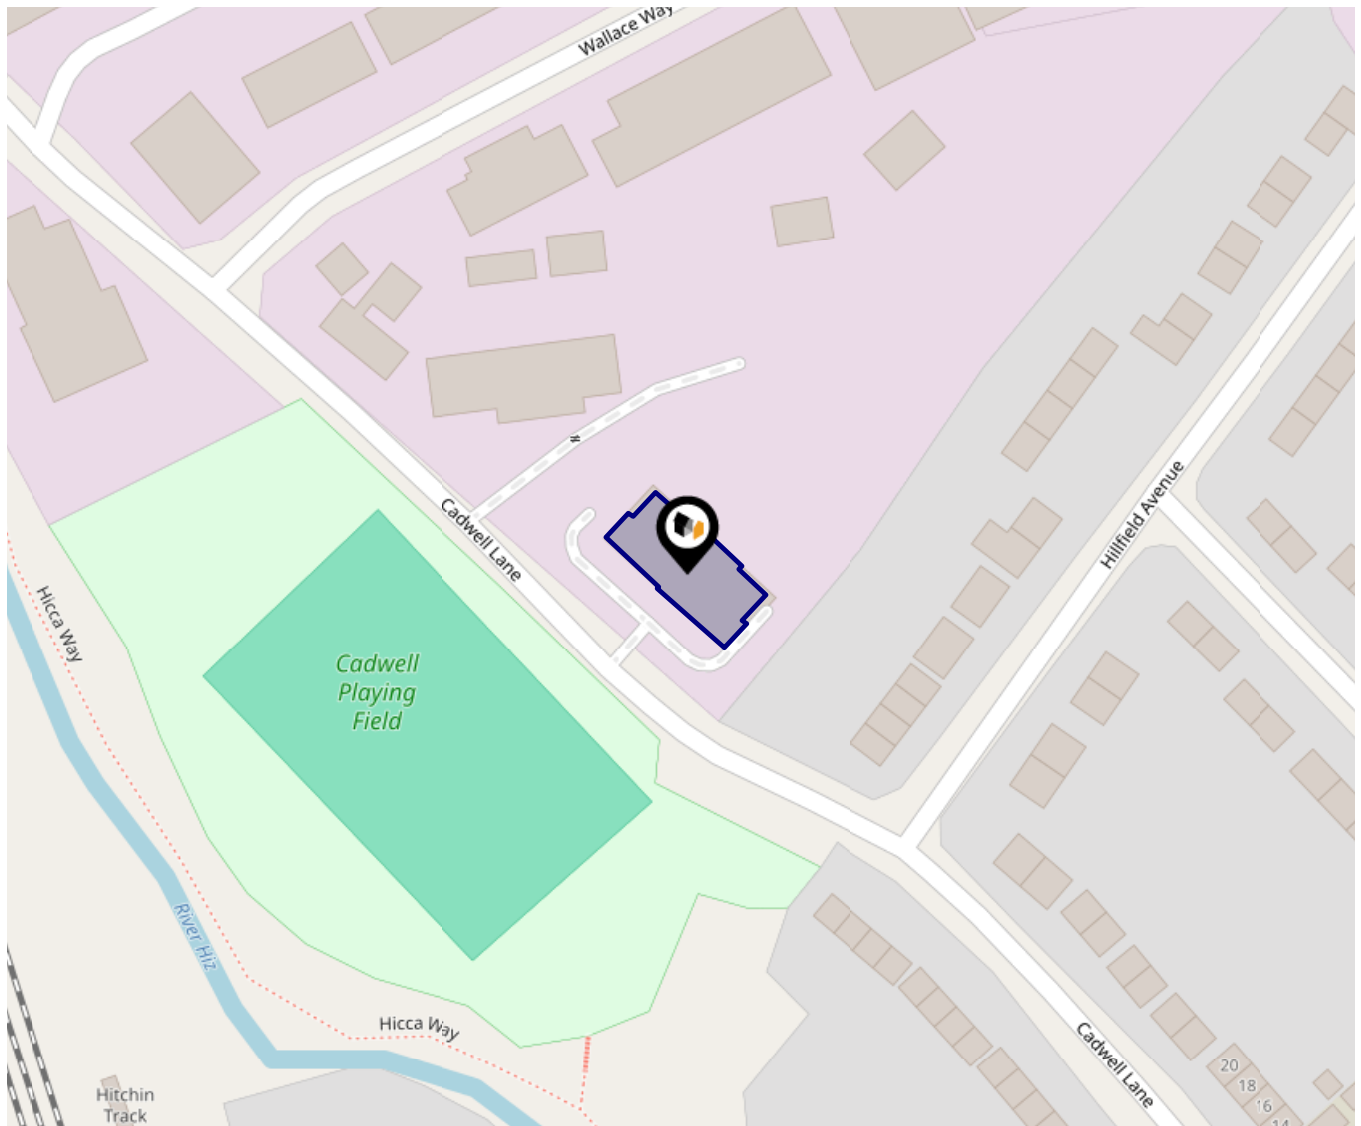 Wallace Way
Cadwell Lane
Hillfield Avenue
Hicca Way
Cadwell
Playing
Field
River Hiz
Hicca Way
Cadwell Lane
Hitchin
Track
20
18
16
14